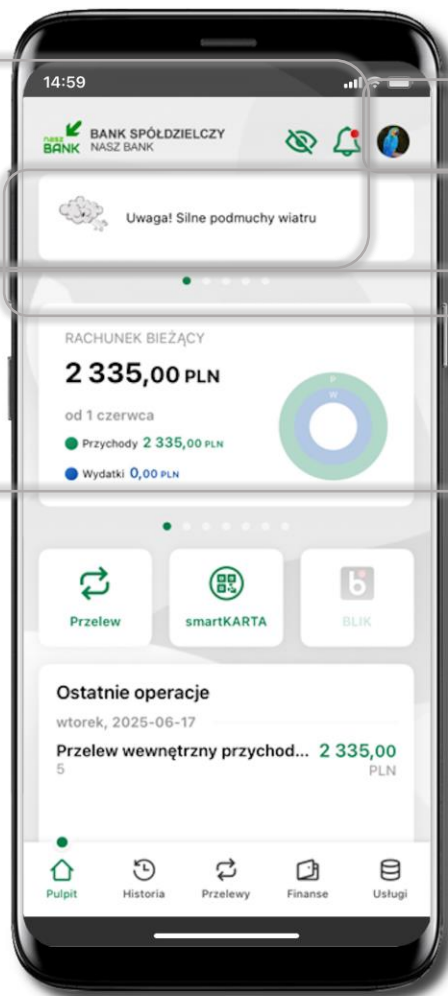 14:59
nasz BANK BANK SPÓŁDZIELCZY
NASZ BANK
Uwaga! Silne podmuchy wiatru
RACHUNEK BIEŻĄCY
2 335,00 PLN
od 1 czerwca
Przychody 2 335,00 PLN
Wydatki 0,00 PLN
P
W
Przelew smartKARTA BLIK
Ostatnie operacje
wtorek, 2025-06-17
Przelew wewnętrzny przychod... 2 335,00
5 PLN
Pulpit Historia Przelewy Finanse Usługi